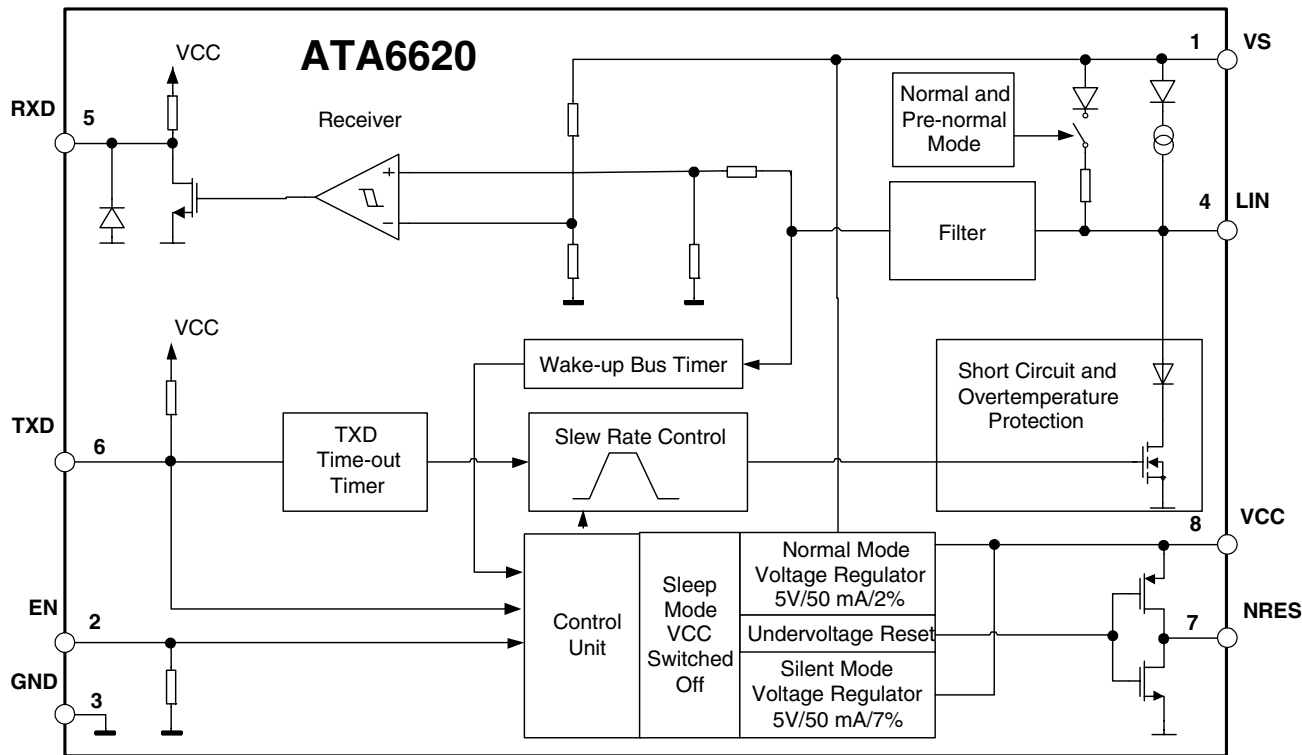 ATA6620
VCC
1
VS
RXD
5
Receiver
Normal and
Pre-normal
Mode
+
−
4
LIN
Filter
VCC
Wake-up Bus Timer
Short Circuit and
Overtemperature
Protection
TXD
6
TXD
Time-out
Timer
Slew Rate Control
8
VCC
Normal Mode
Voltage Regulator
5V/50 mA/2%
Sleep
Mode
VCC
Switched
Off
Control
Unit
Undervoltage Reset
Silent Mode
Voltage Regulator
5V/50 mA/7%
EN
2
7
NRES
GND
3